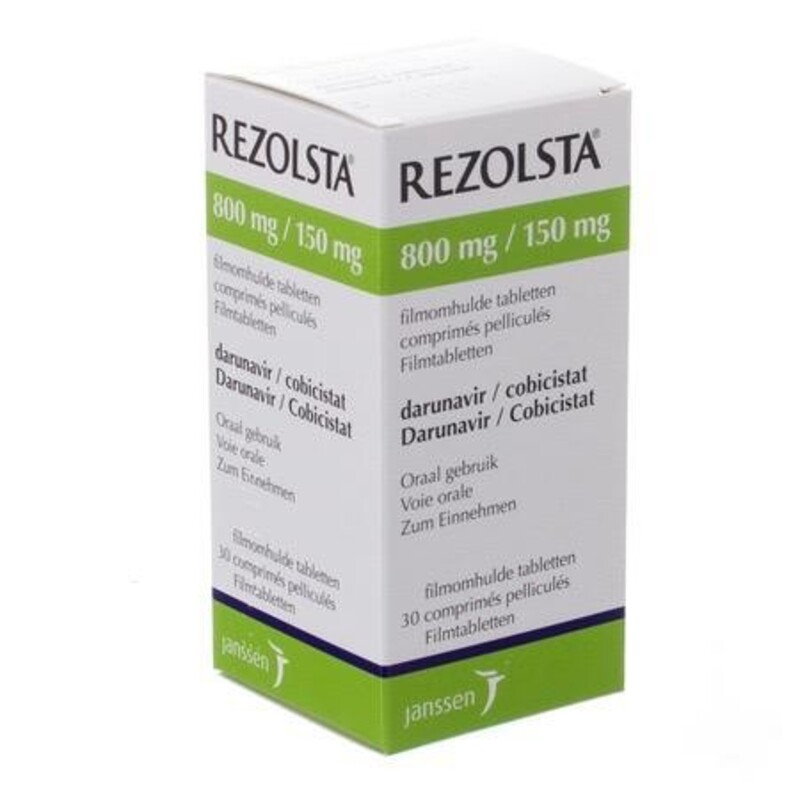 REZOLSTA®
800 mg / 150 mg
filmomhulde tabletten
comprimés pelliculés
Filmtabletten
darunavir / cobicistat
Darunavir / Cobicistat
Oraal gebruik
Voie orale
Zum Einnehmen
filmomhulde tabletten
30 comprimés pelliculés
Filmtabletten
janssen
REZOLSTA®
800 mg / 150 mg
filmomhulde tabletten
comprimés pelliculés
Filmtabletten
darunavir / cobicistat
Darunavir / Cobicistat
Oraal gebruik
Voie orale
Zum Einnehmen
filmomhulde tabletten
30 comprimés pelliculés
Filmtabletten
janssen